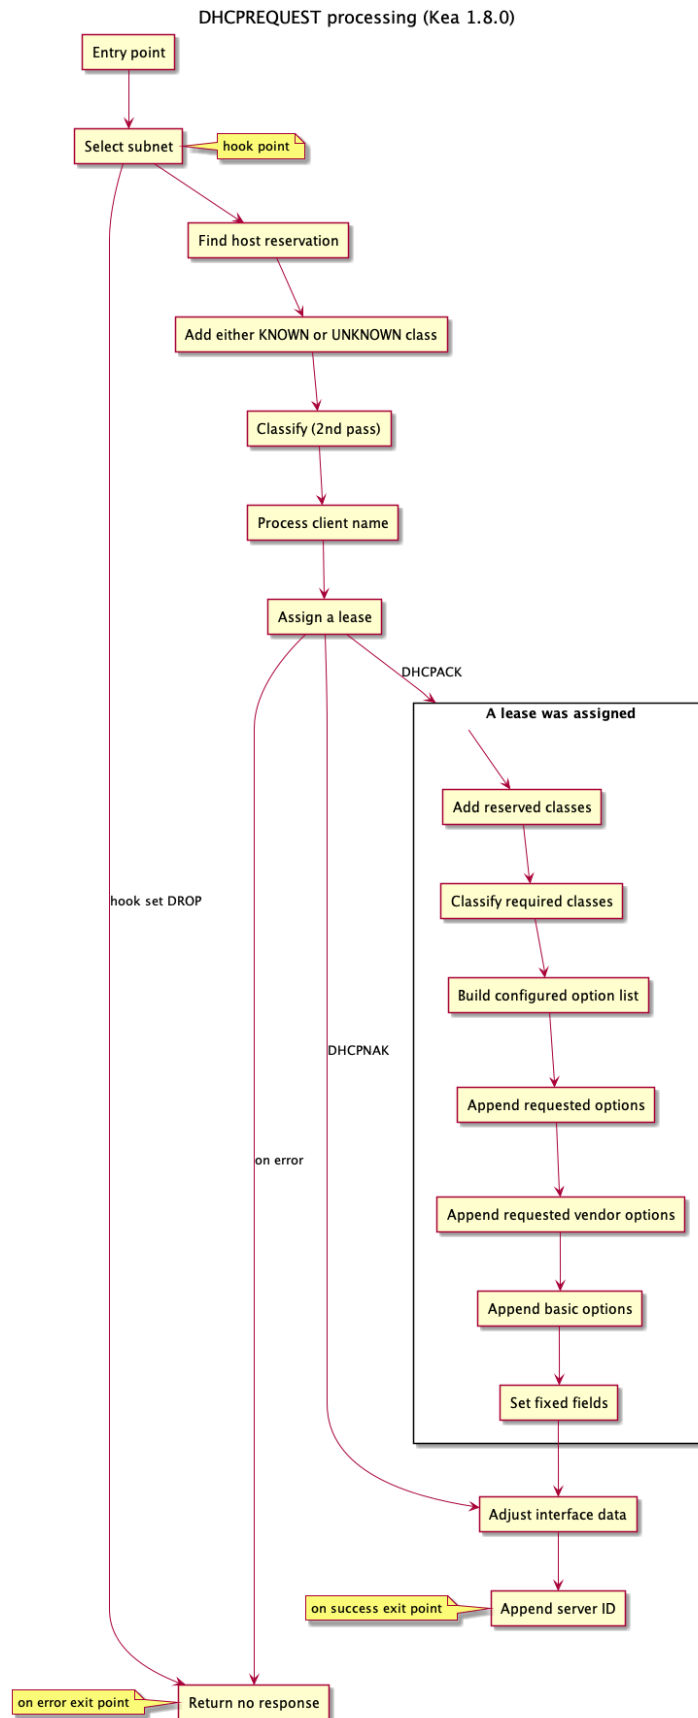 DHCPREQUEST processing (Kea 1.8.0)
Entry point
Select subnet
hook point
Find host reservation
Add either KNOWN or UNKNOWN class
Classify (2nd pass)
Process client name
Assign a lease
DHCPACK
A lease was assigned
Add reserved classes
Classify required classes
hook set DROP
Build configured option list
DHCPNAK
Append requested options
on error
Append requested vendor options
Append basic options
Set fixed fields
Adjust interface data
on success exit point
Append server ID
on error exit point
Return no response